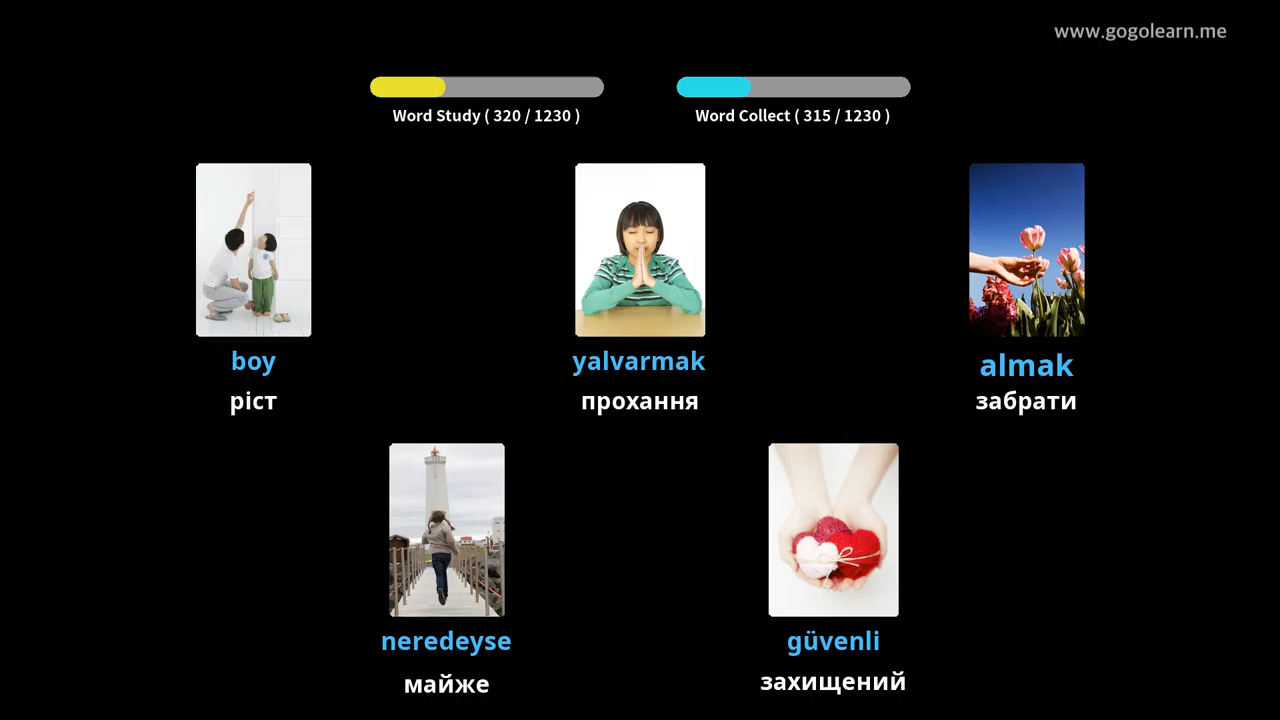 www.gogolearn.me
Word Study ( 320 / 1230 )
Word Collect ( 315 / 1230 )
boy
yalvarmak
almak
ріст
прохання
забрати
neredeyse
güvenli
майже
захищений